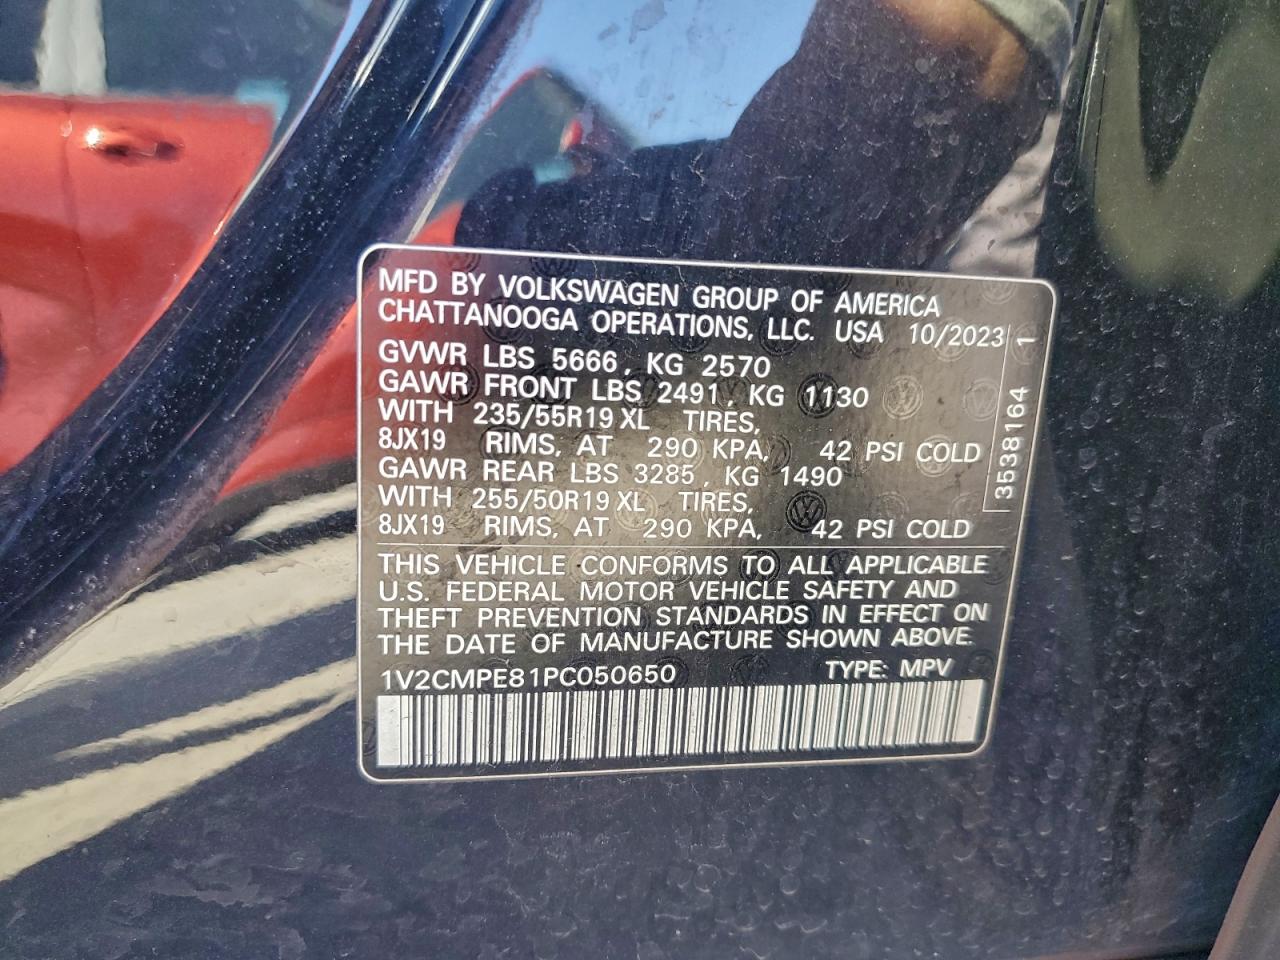 MFD BY VOLKSWAGEN GROUP OF AMERICA
CHATTANOOGA OPERATIONS, LLC. USA 10/2023
GVWR LBS 5666, KG 2570
GAWR FRONT LBS 2491, KG 1130
WITH 235/55R19 XL TIRES,
8JX19 RIMS, AT 290 KPA, 42 PSI COLD
GAWR REAR LBS 3285, KG 1490
WITH 255/50R19 XL TIRES,
8JX19 RIMS, AT 290 KPA, 42 PSI COLD
3538164 1
THIS VEHICLE CONFORMS TO ALL APPLICABLE
U.S. FEDERAL MOTOR VEHICLE SAFETY AND
THEFT PREVENTION STANDARDS IN EFFECT ON
THE DATE OF MANUFACTURE SHOWN ABOVE.
1V2CMPE81PC050650 TYPE: MPV